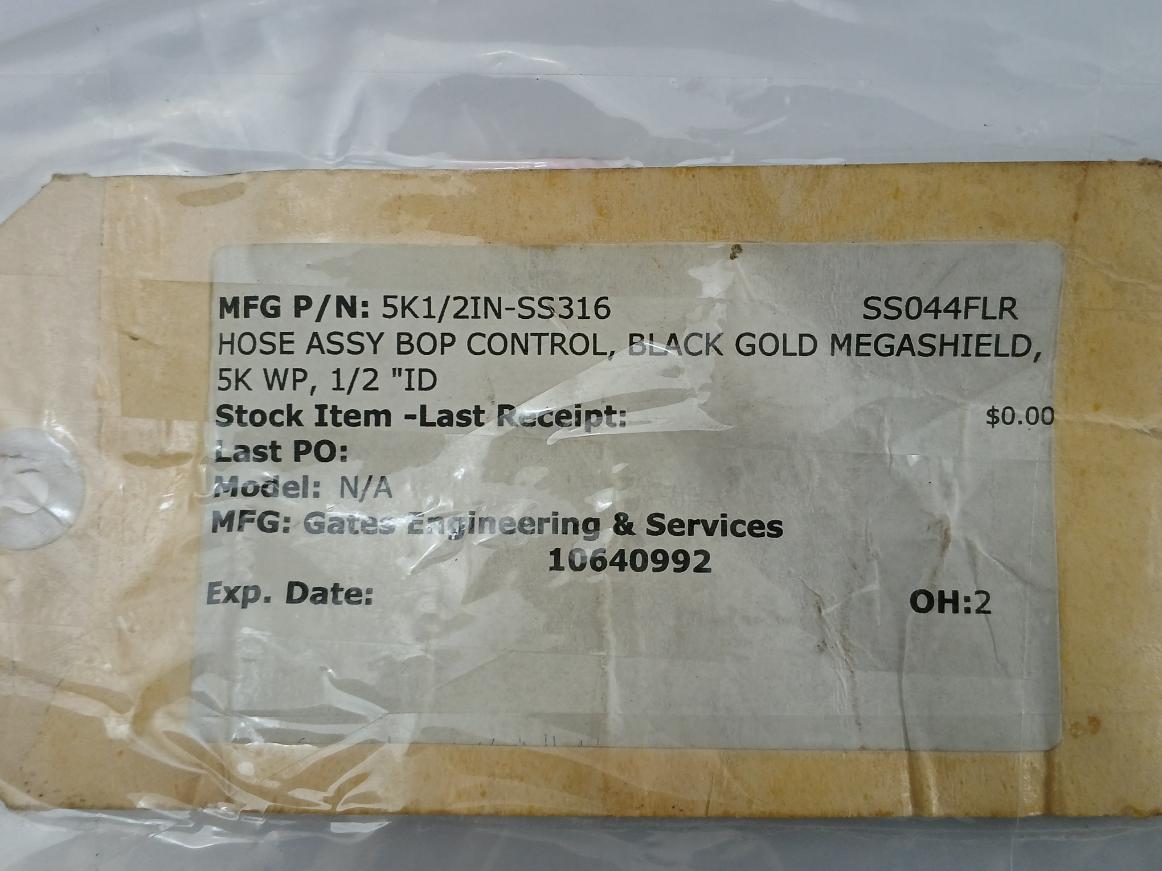 MFG P/N: 5K1/2IN-SS316 SS044FLR
HOSE ASSY BOP CONTROL, BLACK GOLD MEGASHIELD,
5K WP, 1/2 "ID
Stock Item -Last Receipt: $0.00
Last PO:
Model: N/A
MFG: Gates Engineering & Services
10640992
Exp. Date: OH:2